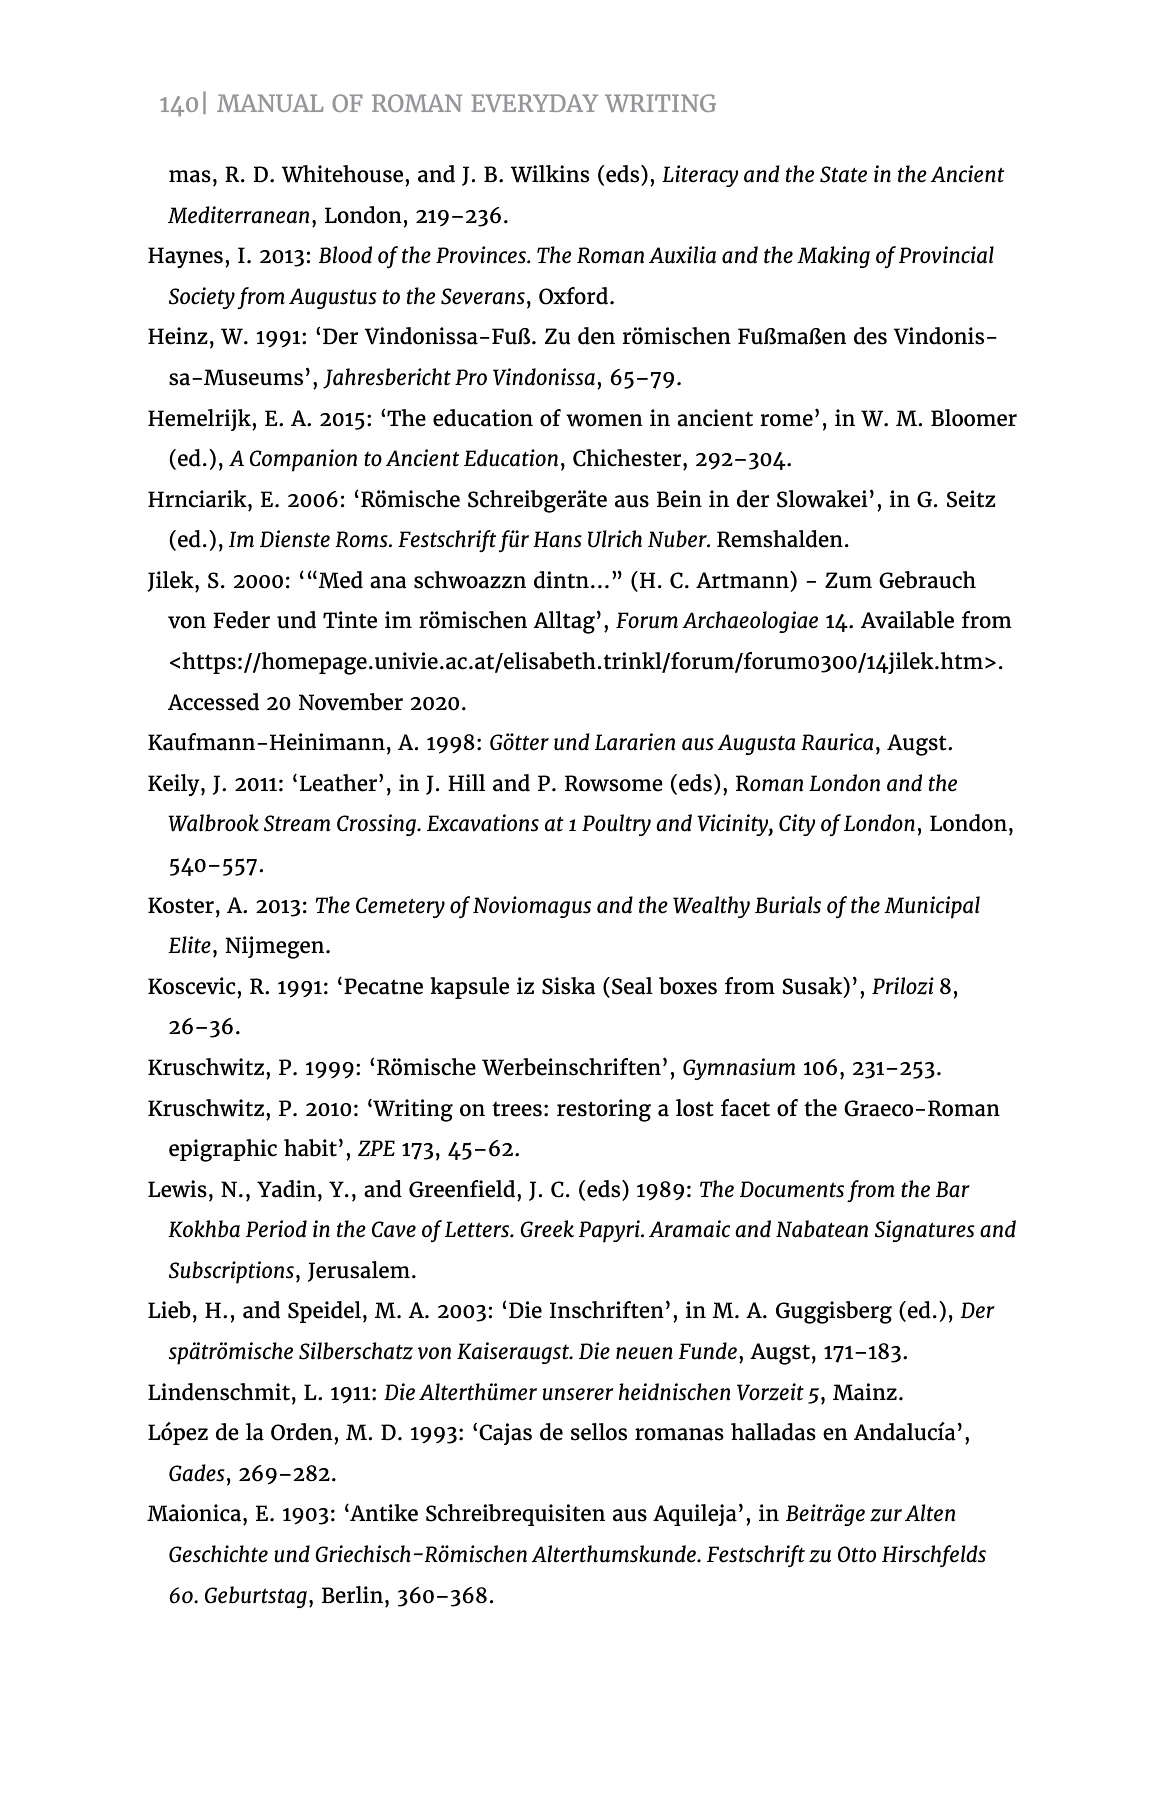 140| MANUAL OF ROMAN EVERYDAY WRITING
mas, R. D. Whitehouse, and J. B. Wilkins (eds), Literacy and the State in the Ancient
Mediterranean, London, 219–236.
Haynes, I. 2013: Blood of the Provinces. The Roman Auxilia and the Making of Provincial
Society from Augustus to the Severans, Oxford.
Heinz, W. 1991: ‘Der Vindonissa-Fuß. Zu den römischen Fußmaßen des Vindonis-
sa-Museums’, Jahresbericht Pro Vindonissa, 65–79.
Hemelrijk, E. A. 2015: ‘The education of women in ancient rome’, in W. M. Bloomer
(ed.), A Companion to Ancient Education, Chichester, 292–304.
Hrnciarik, E. 2006: ‘Römische Schreibgeräte aus Bein in der Slowakei’, in G. Seitz
(ed.), Im Dienste Roms. Festschrift für Hans Ulrich Nuber. Remshalden.
Jilek, S. 2000: ‘“Med ana schwoazzn dintn...” (H. C. Artmann) - Zum Gebrauch
von Feder und Tinte im römischen Alltag’, Forum Archaeologiae 14. Available from
<https://homepage.univie.ac.at/elisabeth.trinkl/forum/forum0300/14jilek.htm>.
Accessed 20 November 2020.
Kaufmann-Heinimann, A. 1998: Götter und Lararien aus Augusta Raurica, Augst.
Keily, J. 2011: ‘Leather’, in J. Hill and P. Rowsome (eds), Roman London and the
Walbrook Stream Crossing. Excavations at 1 Poultry and Vicinity, City of London, London,
540–557.
Koster, A. 2013: The Cemetery of Noviomagus and the Wealthy Burials of the Municipal
Elite, Nijmegen.
Koscevic, R. 1991: ‘Pecatne kapsule iz Siska (Seal boxes from Susak)’, Prilozi 8,
26–36.
Kruschwitz, P. 1999: ‘Römische Werbeinschriften’, Gymnasium 106, 231–253.
Kruschwitz, P. 2010: ‘Writing on trees: restoring a lost facet of the Graeco-Roman
epigraphic habit’, ZPE 173, 45–62.
Lewis, N., Yadin, Y., and Greenfield, J. C. (eds) 1989: The Documents from the Bar
Kokhba Period in the Cave of Letters. Greek Papyri. Aramaic and Nabatean Signatures and
Subscriptions, Jerusalem.
Lieb, H., and Speidel, M. A. 2003: ‘Die Inschriften’, in M. A. Guggisberg (ed.), Der
spätrömische Silberschatz von Kaiseraugst. Die neuen Funde, Augst, 171–183.
Lindenschmit, L. 1911: Die Alterthümer unserer heidnischen Vorzeit 5, Mainz.
López de la Orden, M. D. 1993: ‘Cajas de sellos romanas halladas en Andalucía’,
Gades, 269–282.
Maionica, E. 1903: ‘Antike Schreibrequisiten aus Aquileja’, in Beiträge zur Alten
Geschichte und Griechisch-Römischen Alterthumskunde. Festschrift zu Otto Hirschfelds
60. Geburtstag, Berlin, 360–368.